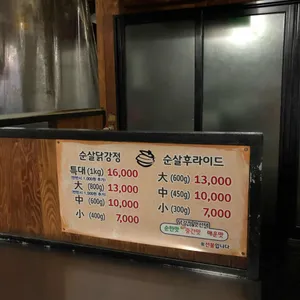 순살닭강정
특대 (1kg) 16,000
大 (800g) 13,000
中 (600g) 10,000
小 (400g) 7,000
순살후라이드
大 (600g) 13,000
中 (450g) 10,000
小 (300g) 7,000
순한맛 중간맛 매운맛